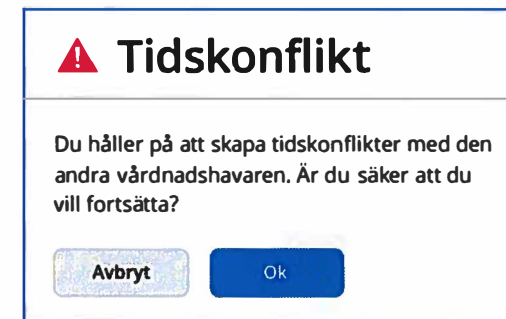 Tidskonflikt
Du håller på att skapa tidskonflikter med den
andra vårdnadshavaren. Är du säker att du
vill fortsätta?
Avbryt
Ok